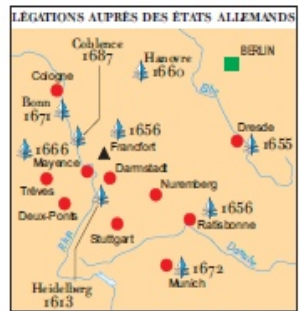 LÉGATIONS AUPRÈS DES ÉTATS ALLEMANDS
Coblence
1687
Hanovre
1660
BERLIN
Cologne
Elbe
Bonn
1671
1656
Francfort
Dresde
1655
1666
Mayence
Darmstadt
Trèves
Nuremberg
Deux-Ponts
1656
Ratisbonne
Stuttgart
Rhin
Danube
1672
Munich
Heidelberg
1613